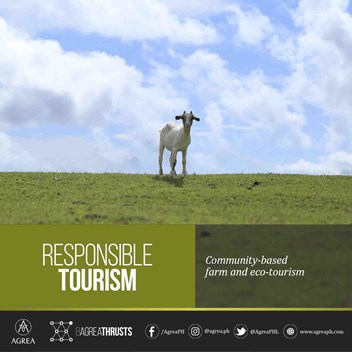 RESPONSIBLE
TOURISM
Community-based
farm and eco-tourism
AGREA
8AGREATHRUSTS
/AgreaPH
@agrea.ph
@AgreaPHL
www.agreaph.com